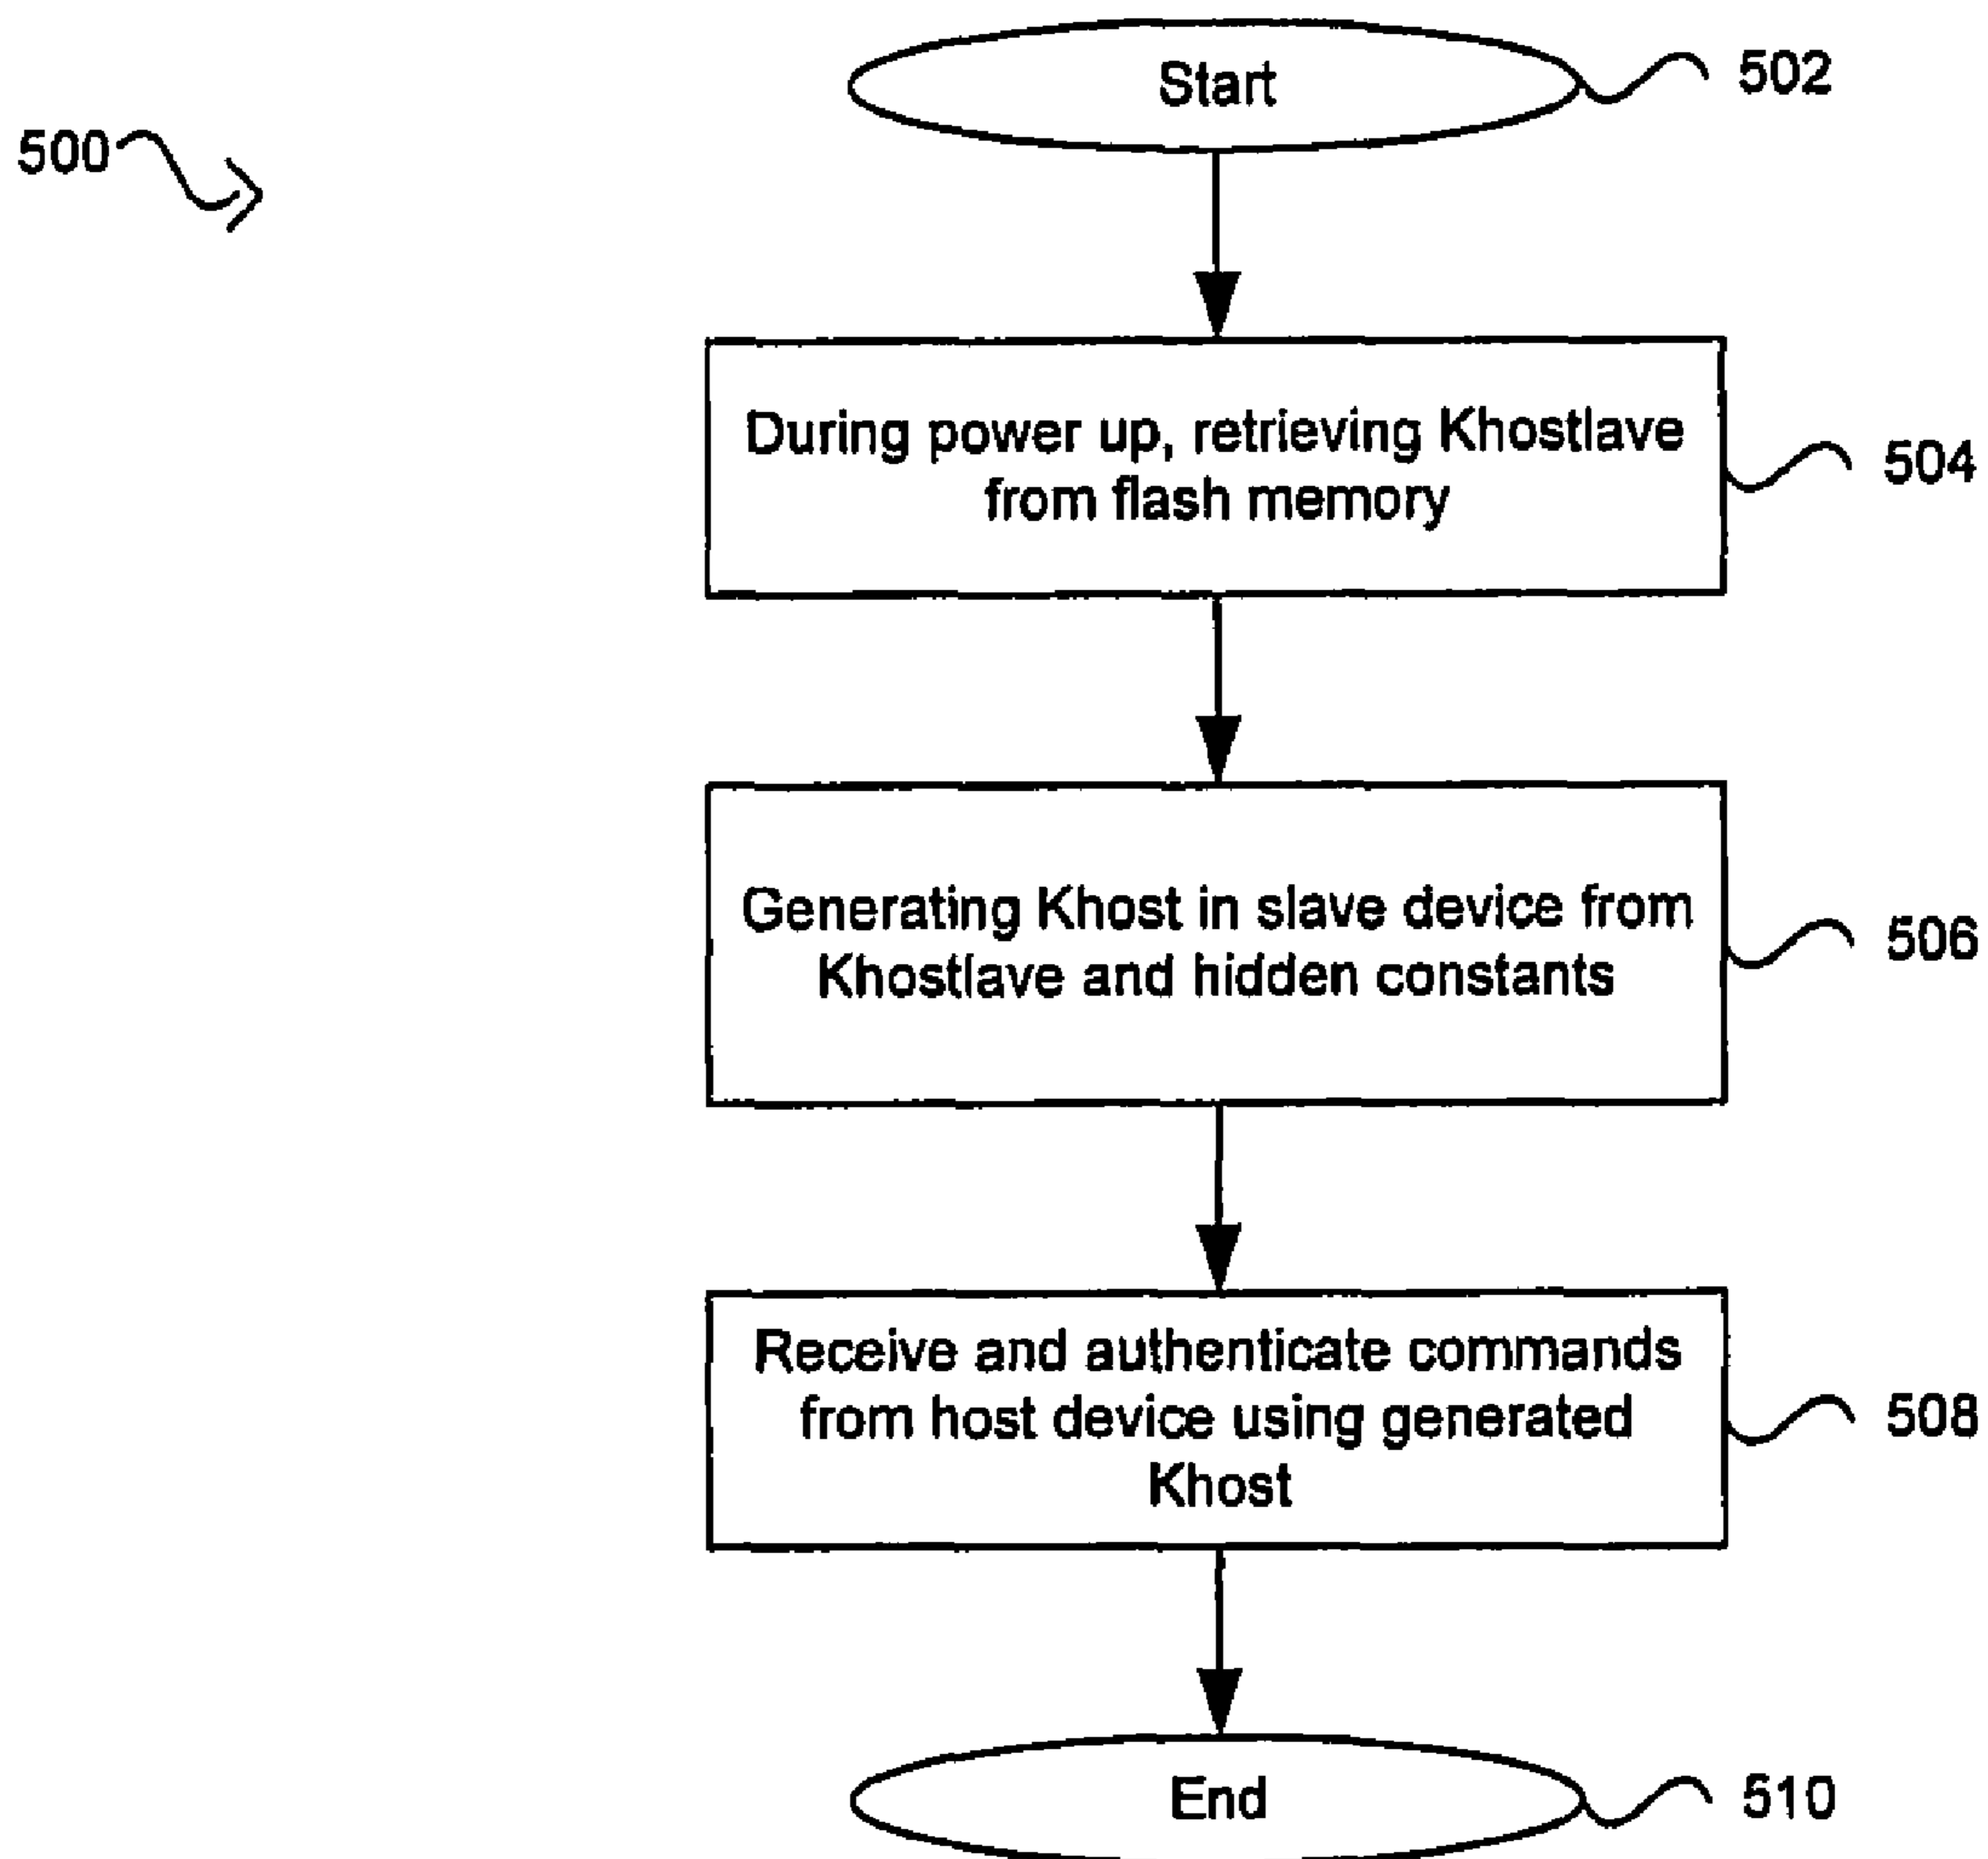 Start
502
500
During power up, retrieving Khostlave
from flash memory
504
Generating Khost in slave device from
Khostlave and hidden constants
506
Receive and authenticate commands
from host device using generated
Khost
508
End
510